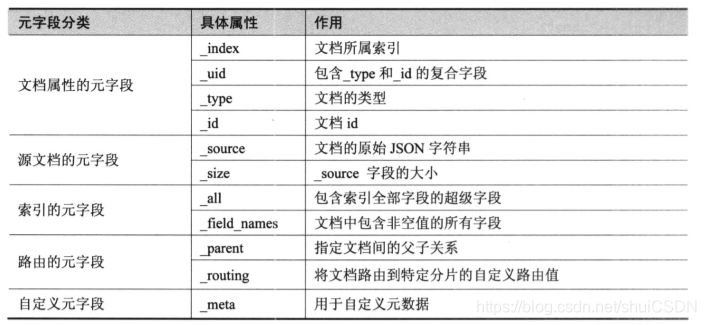 元字段分类 具体属性 作用
_index 文档所属索引
_uid 包含_type 和_id 的复合字段
文档属性的元字段
_type 文档的类型
_id 文档 id
_source 文档的原始 JSON 字符串
源文档的元字段
_size _source 字段的大小
_all 包含索引全部字段的超级字段
索引的元字段
_field_names 文档中包含非空值的所有字段
_parent 指定文档间的父子关系
路由的元字段
_routing 将文档路由到特定分片的自定义路由值
自定义元字段 _meta 用于自定义元数据
https://blog.csdn.net/shuiCSDN